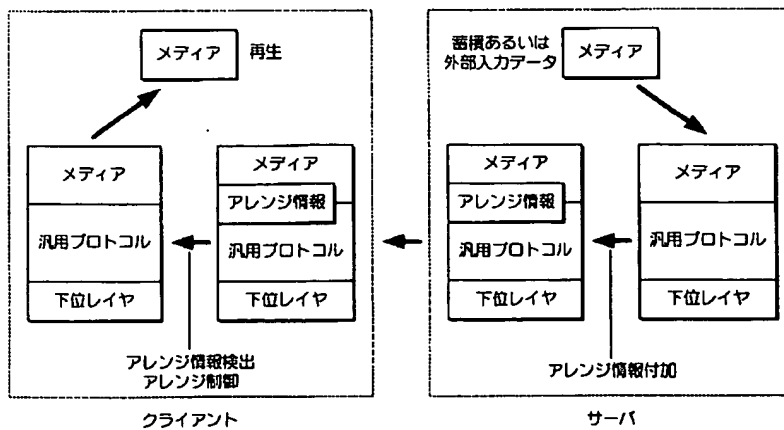 メディア
再生
メディア
汎用プロトコル
下位レイヤ
メディア
アレンジ情報
汎用プロトコル
下位レイヤ
アレンジ情報検出
アレンジ制御
クライアント
蓄積あるいは
外部入力データ
メディア
メディア
アレンジ情報
汎用プロトコル
下位レイヤ
メディア
汎用プロトコル
下位レイヤ
アレンジ情報付加
サーバ